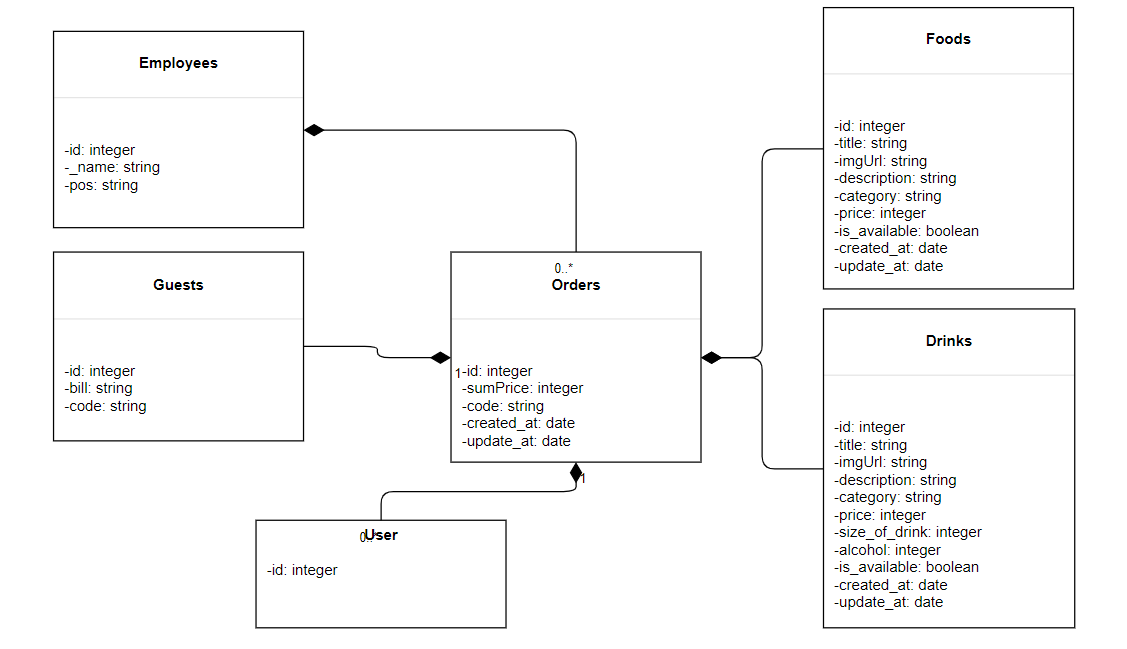 Employees
-id: integer
-_name: string
-pos: string
Guests
-id: integer
-bill: string
-code: string
0..*
Orders
1
-id: integer
-sumPrice: integer
-code: string
-created_at: date
-update_at: date
1
0..*
User
-id: integer
Foods
-id: integer
-title: string
-imgUrl: string
-description: string
-category: string
-price: integer
-is_available: boolean
-created_at: date
-update_at: date
Drinks
-id: integer
-title: string
-imgUrl: string
-description: string
-category: string
-price: integer
-size_of_drink: integer
-alcohol: integer
-is_available: boolean
-created_at: date
-update_at: date